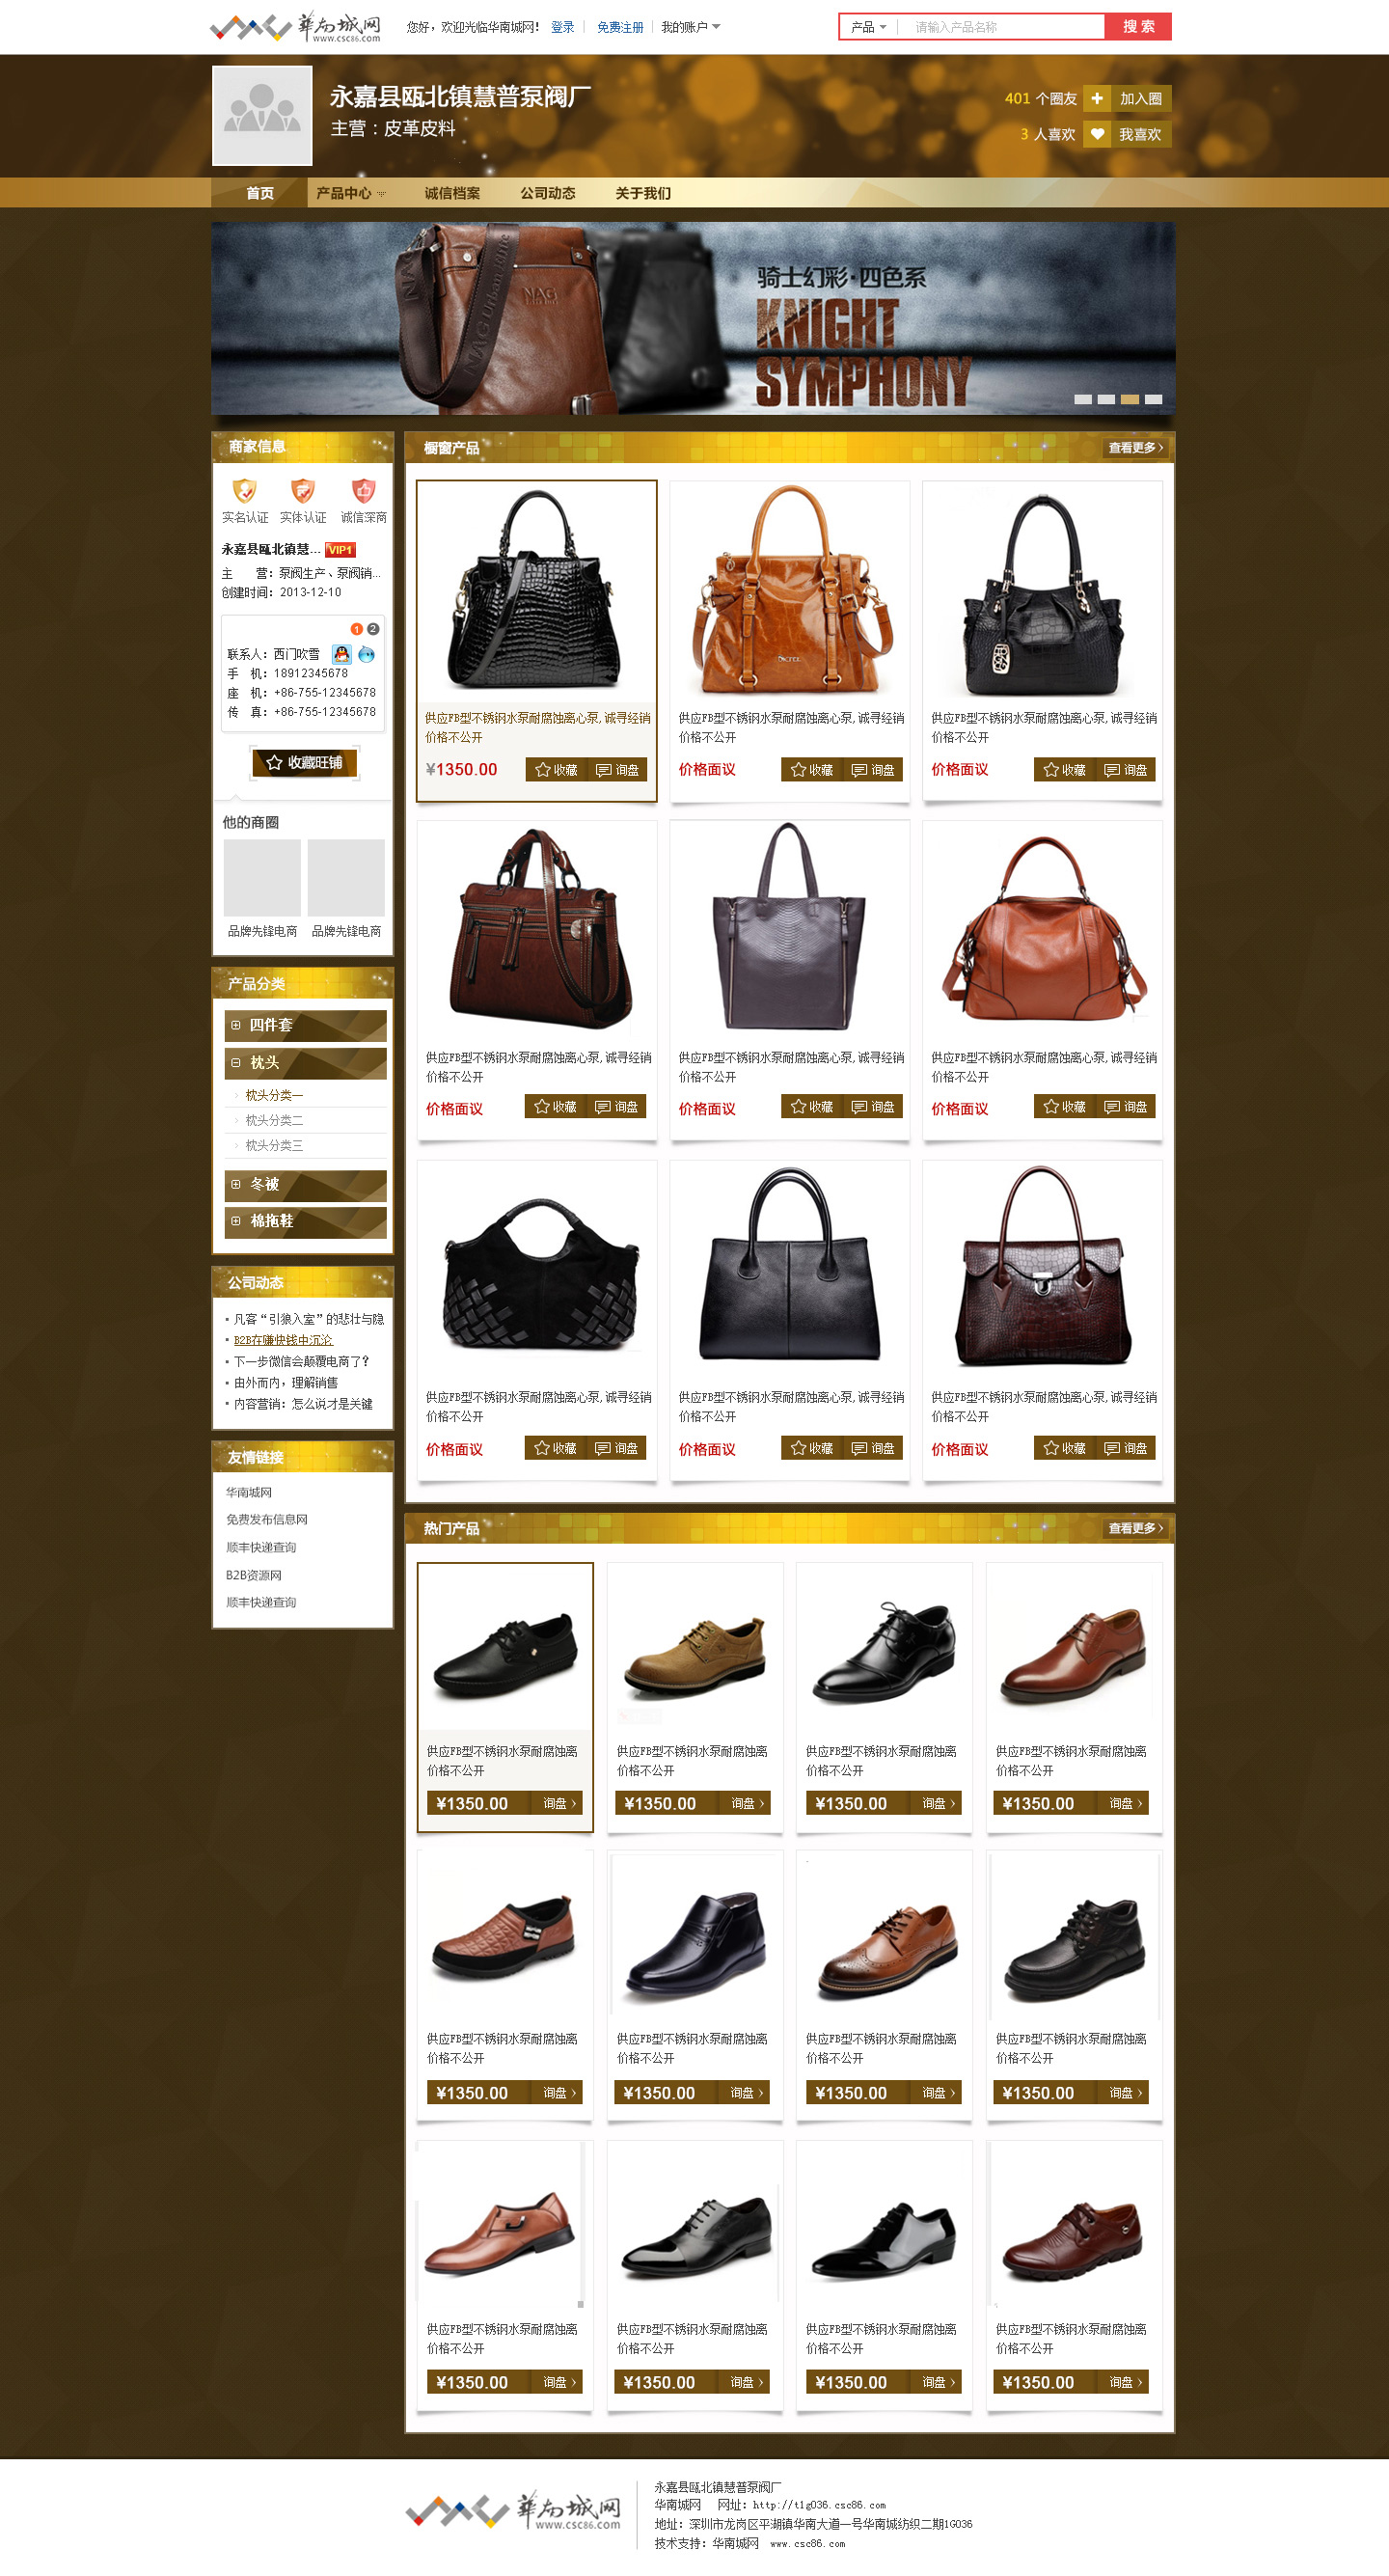 華南城网
www.csc86.com
您好，欢迎光临华南城网！ 登录 免费注册 我的账户
产品 请输入产品名称 搜 索
永嘉县瓯北镇慧普泵阀厂
主营：皮革皮料
401 个圈友 加入圈
3 人喜欢 我喜欢
首页 产品中心 诚信档案 公司动态 关于我们
NAG Urban life
NAG
骑士幻彩·四色系
KNIGHT
SYMPHONY
商家信息
实名认证 实体认证 诚信深商
永嘉县瓯北镇慧... VIP1
主 营：泵阀生产、泵阀销...
创建时间：2013-12-10
1 2
联系人：西门吹雪
手 机：18912345678
座 机：+86-755-12345678
传 真：+86-755-12345678
收藏旺铺
他的商圈
品牌先锋电商 品牌先锋电商
产品分类
四件套
枕头
枕头分类一
枕头分类二
枕头分类三
冬被
棉拖鞋
公司动态
凡客“引狼入室”的悲壮与隐
B2B在赚快钱中沉沦
下一步微信会颠覆电商了？
由外而内，理解销售
内容营销：怎么说才是关键
友情链接
华南城网
免费发布信息网
顺丰快递查询
B2B资源网
顺丰快递查询
橱窗产品 查看更多
供应FB型不锈钢水泵耐腐蚀离心泵,诚寻经销 供应FB型不锈钢水泵耐腐蚀离心泵,诚寻经销 供应FB型不锈钢水泵耐腐蚀离心泵,诚寻经销
价格不公开 价格不公开 价格不公开
¥1350.00 收藏 询盘 价格面议 收藏 询盘 价格面议 收藏 询盘
供应FB型不锈钢水泵耐腐蚀离心泵,诚寻经销 供应FB型不锈钢水泵耐腐蚀离心泵,诚寻经销 供应FB型不锈钢水泵耐腐蚀离心泵,诚寻经销
价格不公开 价格不公开 价格不公开
价格面议 收藏 询盘 价格面议 收藏 询盘 价格面议 收藏 询盘
供应FB型不锈钢水泵耐腐蚀离心泵,诚寻经销 供应FB型不锈钢水泵耐腐蚀离心泵,诚寻经销 供应FB型不锈钢水泵耐腐蚀离心泵,诚寻经销
价格不公开 价格不公开 价格不公开
价格面议 收藏 询盘 价格面议 收藏 询盘 价格面议 收藏 询盘
热门产品 查看更多
供应FB型不锈钢水泵耐腐蚀离 供应FB型不锈钢水泵耐腐蚀离 供应FB型不锈钢水泵耐腐蚀离 供应FB型不锈钢水泵耐腐蚀离
价格不公开 价格不公开 价格不公开 价格不公开
¥1350.00 询盘 ¥1350.00 询盘 ¥1350.00 询盘 ¥1350.00 询盘
供应FB型不锈钢水泵耐腐蚀离 供应FB型不锈钢水泵耐腐蚀离 供应FB型不锈钢水泵耐腐蚀离 供应FB型不锈钢水泵耐腐蚀离
价格不公开 价格不公开 价格不公开 价格不公开
¥1350.00 询盘 ¥1350.00 询盘 ¥1350.00 询盘 ¥1350.00 询盘
供应FB型不锈钢水泵耐腐蚀离 供应FB型不锈钢水泵耐腐蚀离 供应FB型不锈钢水泵耐腐蚀离 供应FB型不锈钢水泵耐腐蚀离
价格不公开 价格不公开 价格不公开 价格不公开
¥1350.00 询盘 ¥1350.00 询盘 ¥1350.00 询盘 ¥1350.00 询盘
華南城网
www.csc86.com
永嘉县瓯北镇慧普泵阀厂
华南城网 网址：http://t1g036.csc86.com
地址：深圳市龙岗区平湖镇华南大道一号华南城纺织二期1G036
技术支持：华南城网 www.csc86.com